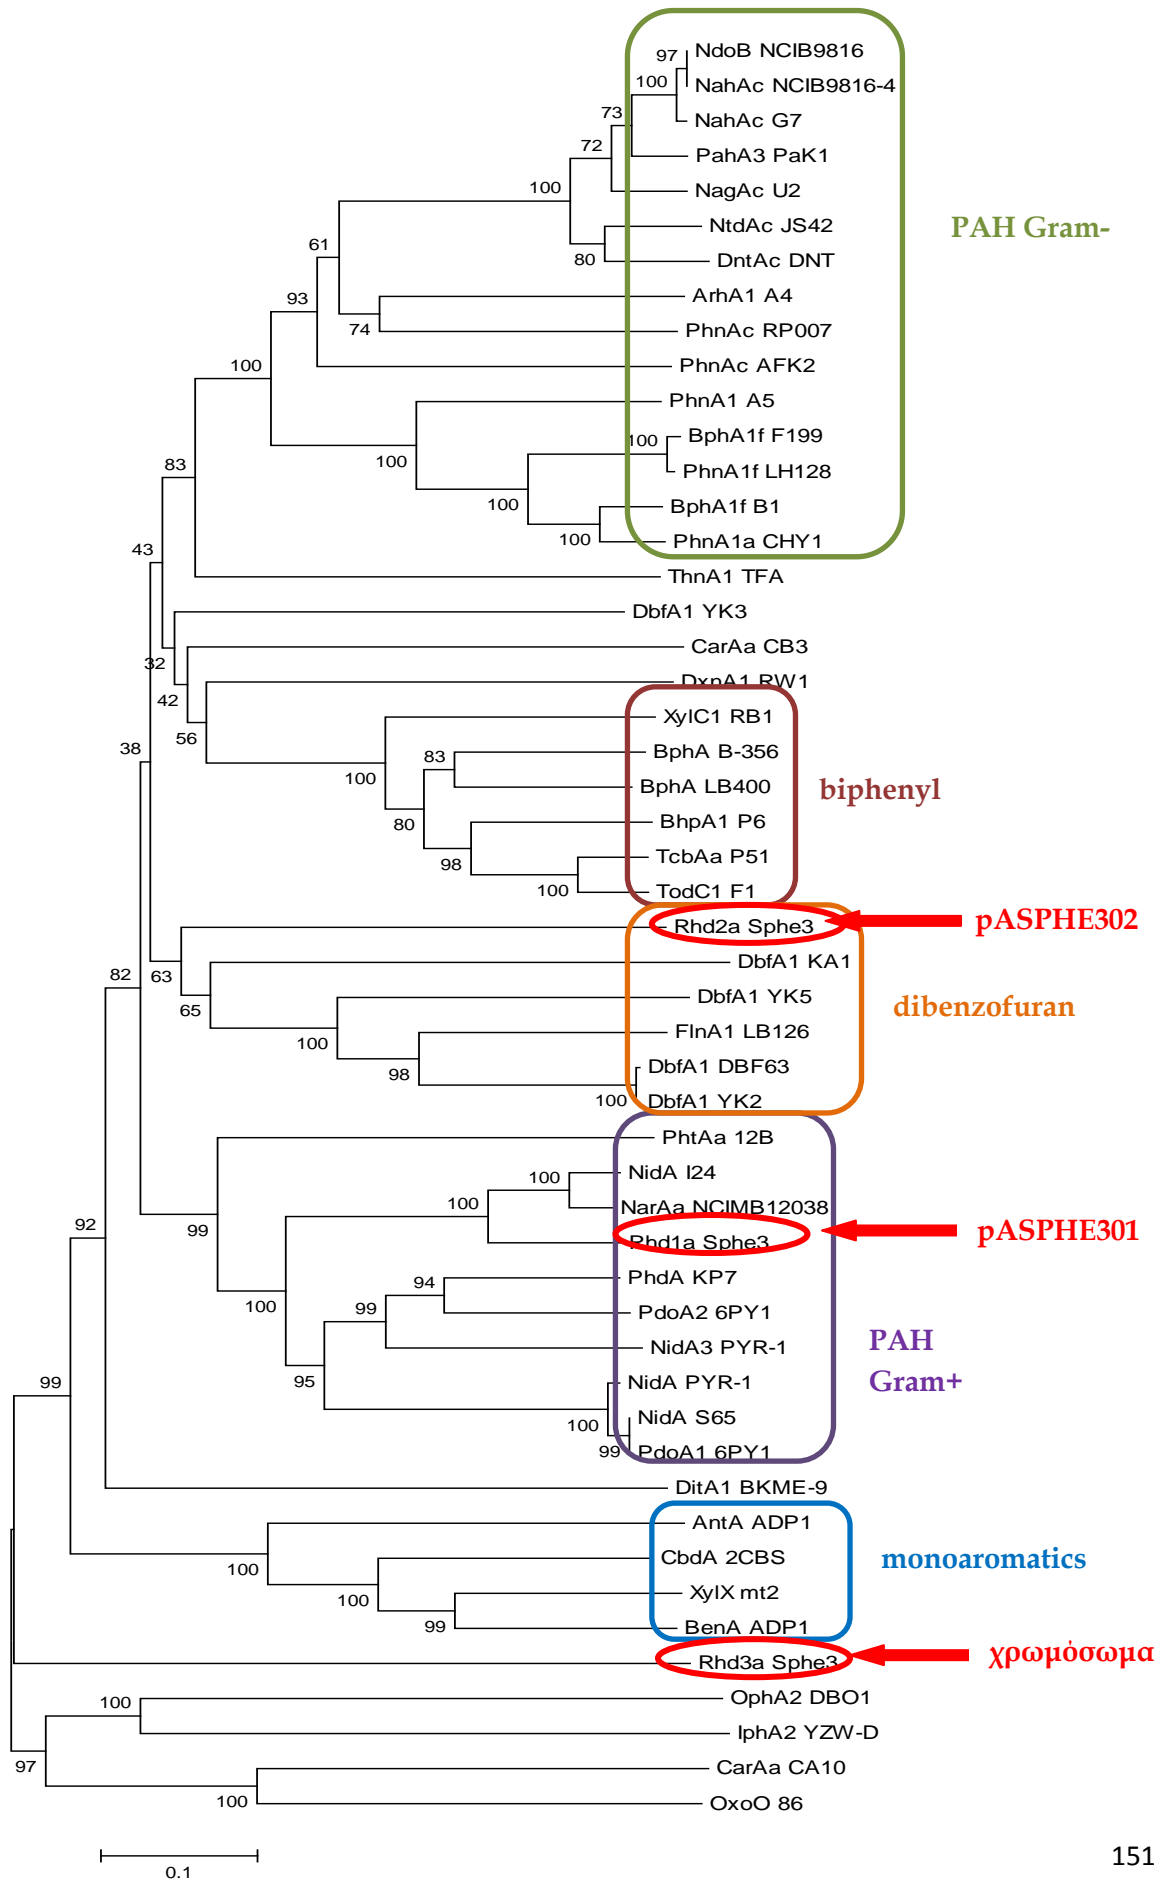 NdoB NCIB9816
97
NahAc NCIB9816-4
100
73
NahAc G7
72
PahA3 PaK1
100
NagAc U2
PAH Gram-
NtdAc JS42
61
80
DntAc DNT
93
ArhA1 A4
74
PhnAc RP007
100
PhnAc AFK2
PhnA1 A5
100
BphA1f F199
100
PhnA1f LH128
83
100
BphA1f B1
100
PhnA1a CHY1
43
ThnA1 TFA
DbfA1 YK3
32
CarAa CB3
42
DxnA1 RW1
56
XylC1 RB1
38
83
BphA B-356
100
BphA LB400
biphenyl
80
BhpA1 P6
98
TcbAa P51
100
TodC1 F1
Rhd2a Sphe3
pASPHE302
82
63
DbfA1 KA1
65
DbfA1 YK5
dibenzofuran
100
FlnA1 LB126
98
DbfA1 DBF63
100
DbfA1 YK2
PhtAa 12B
100
NidA I24
100
NarAa NCIMB12038
92
99
Rhd1a Sphe3
pASPHE301
94
PhdA KP7
100
99
PdoA2 6PY1
PAH
NidA3 PYR-1
Gram+
99
95
NidA PYR-1
100
NidA S65
99
PdoA1 6PY1
DitA1 BKME-9
AntA ADP1
100
CbdA 2CBS
monoaromatics
100
XylX mt2
99
BenA ADP1
Rhd3a Sphe3
χρωμόσωμα
100
OphA2 DBO1
IphA2 YZW-D
97
CarAa CA10
100
OxoO 86
0.1
151